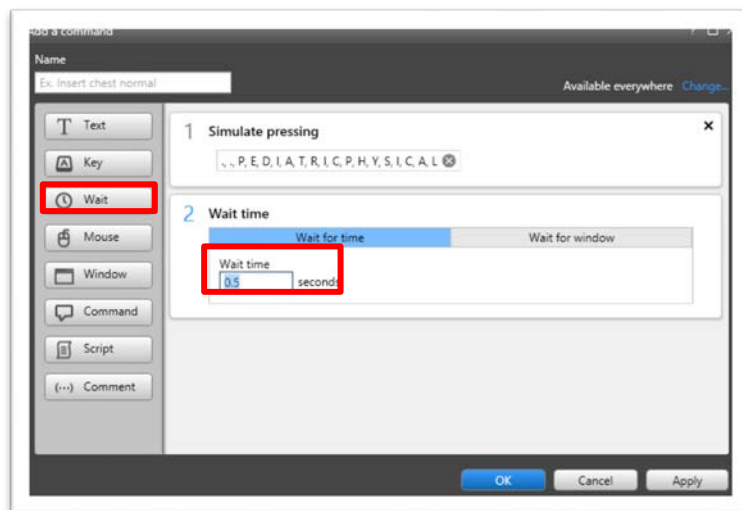 Add a command
Name
Ex. Insert chest normal
Available everywhere Change...
T Text
A Key
Wait
Mouse
Window
Command
Script
(...) Comment
1 Simulate pressing
., ., P, E, D, I, A, T, R, I, C, P, H, Y, S, I, C, A, L
2 Wait time
Wait for time
Wait for window
Wait time
0.5 seconds
OK
Cancel
Apply